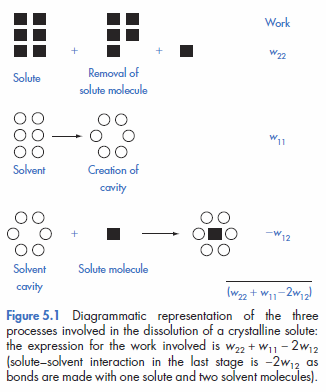 Work
+ + w22
Solute Removal of
solute molecule
w11
Solvent Creation of
cavity
+ −w12
Solvent Solute molecule
cavity
(w22 + w11−2w12)
Figure 5.1 Diagrammatic representation of the three
processes involved in the dissolution of a crystalline solute:
the expression for the work involved is w22 + w11 − 2w12
(solute–solvent interaction in the last stage is −2w12 as
bonds are made with one solute and two solvent molecules).